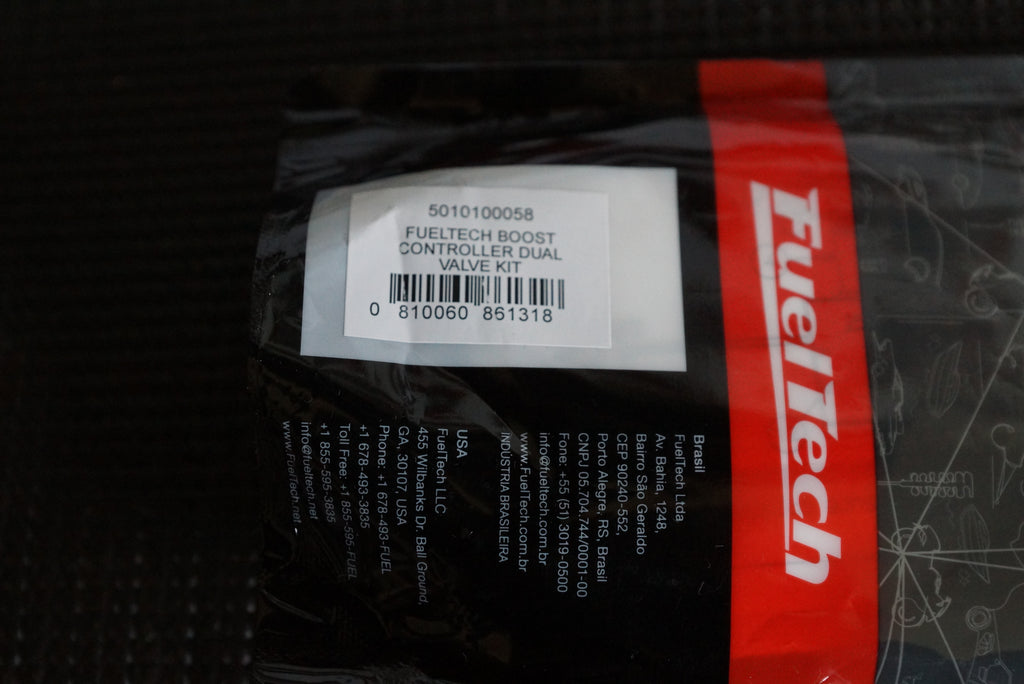 5010100058
FUELTECH BOOST
CONTROLLER DUAL
VALVE KIT
0 810060 861318
FuelTech
Brasil
FuelTech Ltda
Av. Bahia, 1248,
Bairro São Geraldo
CEP 90240-552,
Porto Alegre, RS, Brasil
CNPJ 05.704.744/0001-00
Fone: +55 (51) 3019-0500
info@fueltech.com.br
www.FuelTech.com.br
INDÚSTRIA BRASILEIRA
USA
FuelTech LLC
455 Wilbanks Dr. Ball Ground,
GA, 30107, USA
Phone: +1 678-493-FUEL
+1 678-493-3835
Toll Free: +1 855-595-FUEL
+1 855-595-3835
info@fueltech.net
www.FuelTech.net